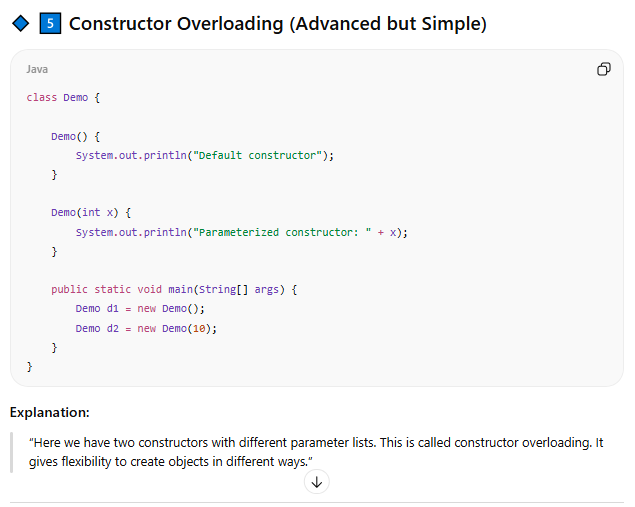 5 Constructor Overloading (Advanced but Simple)
Java
class Demo {
Demo() {
System.out.println("Default constructor");
}
Demo(int x) {
System.out.println("Parameterized constructor: " + x);
}
public static void main(String[] args) {
Demo d1 = new Demo();
Demo d2 = new Demo(10);
}
}
Explanation:
“Here we have two constructors with different parameter lists. This is called constructor overloading. It
gives flexibility to create objects in different ways.”